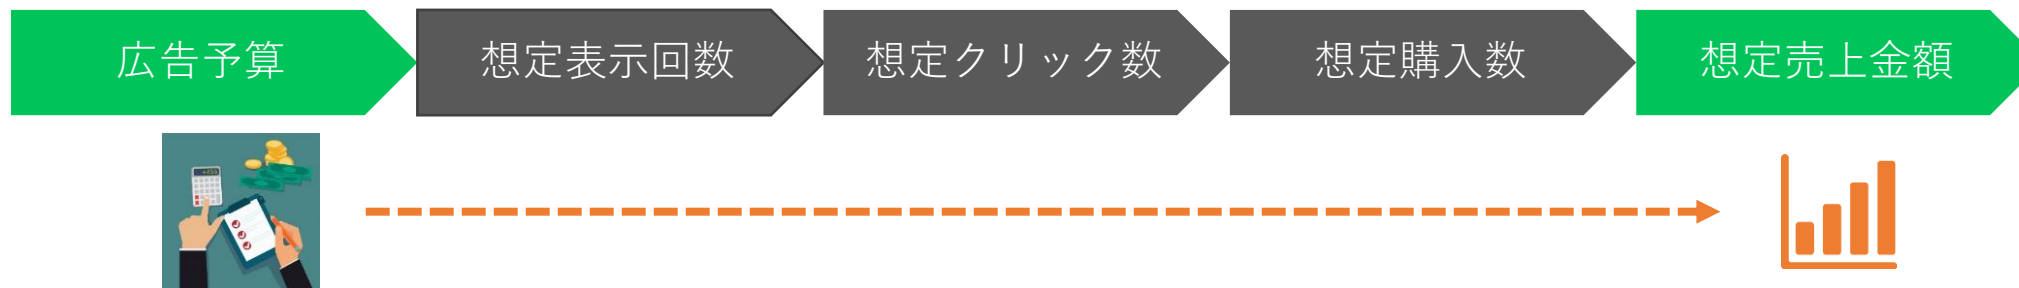 広告予算
想定表示回数
想定クリック数
想定購入数
想定売上金額